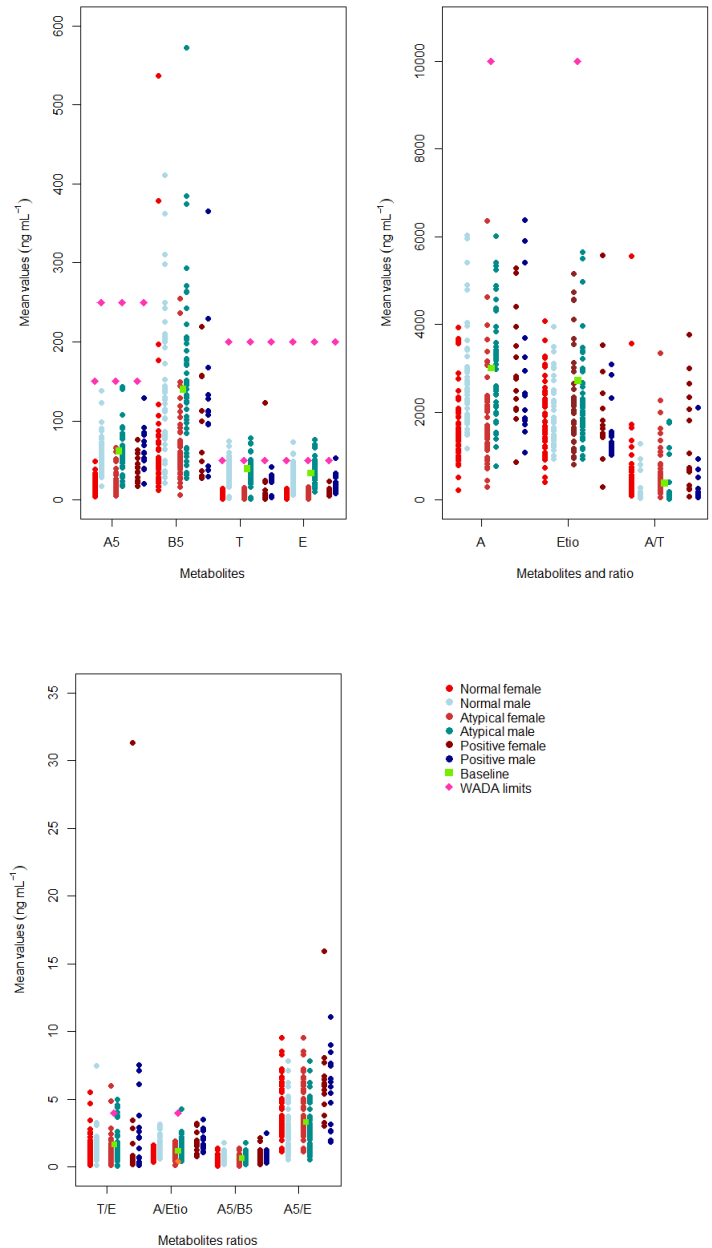 600
500
400
300
200
100
0
Mean values (ng mL⁻¹)
A5 B5 T E
Metabolites
10000
8000
6000
4000
2000
0
Mean values (ng mL⁻¹)
A Etio A/T
Metabolites and ratio
35
30
25
20
15
10
5
0
Mean values (ng mL⁻¹)
T/E A/Etio A5/B5 A5/E
Metabolites ratios
Normal female
Normal male
Atypical female
Atypical male
Positive female
Positive male
Baseline
WADA limits